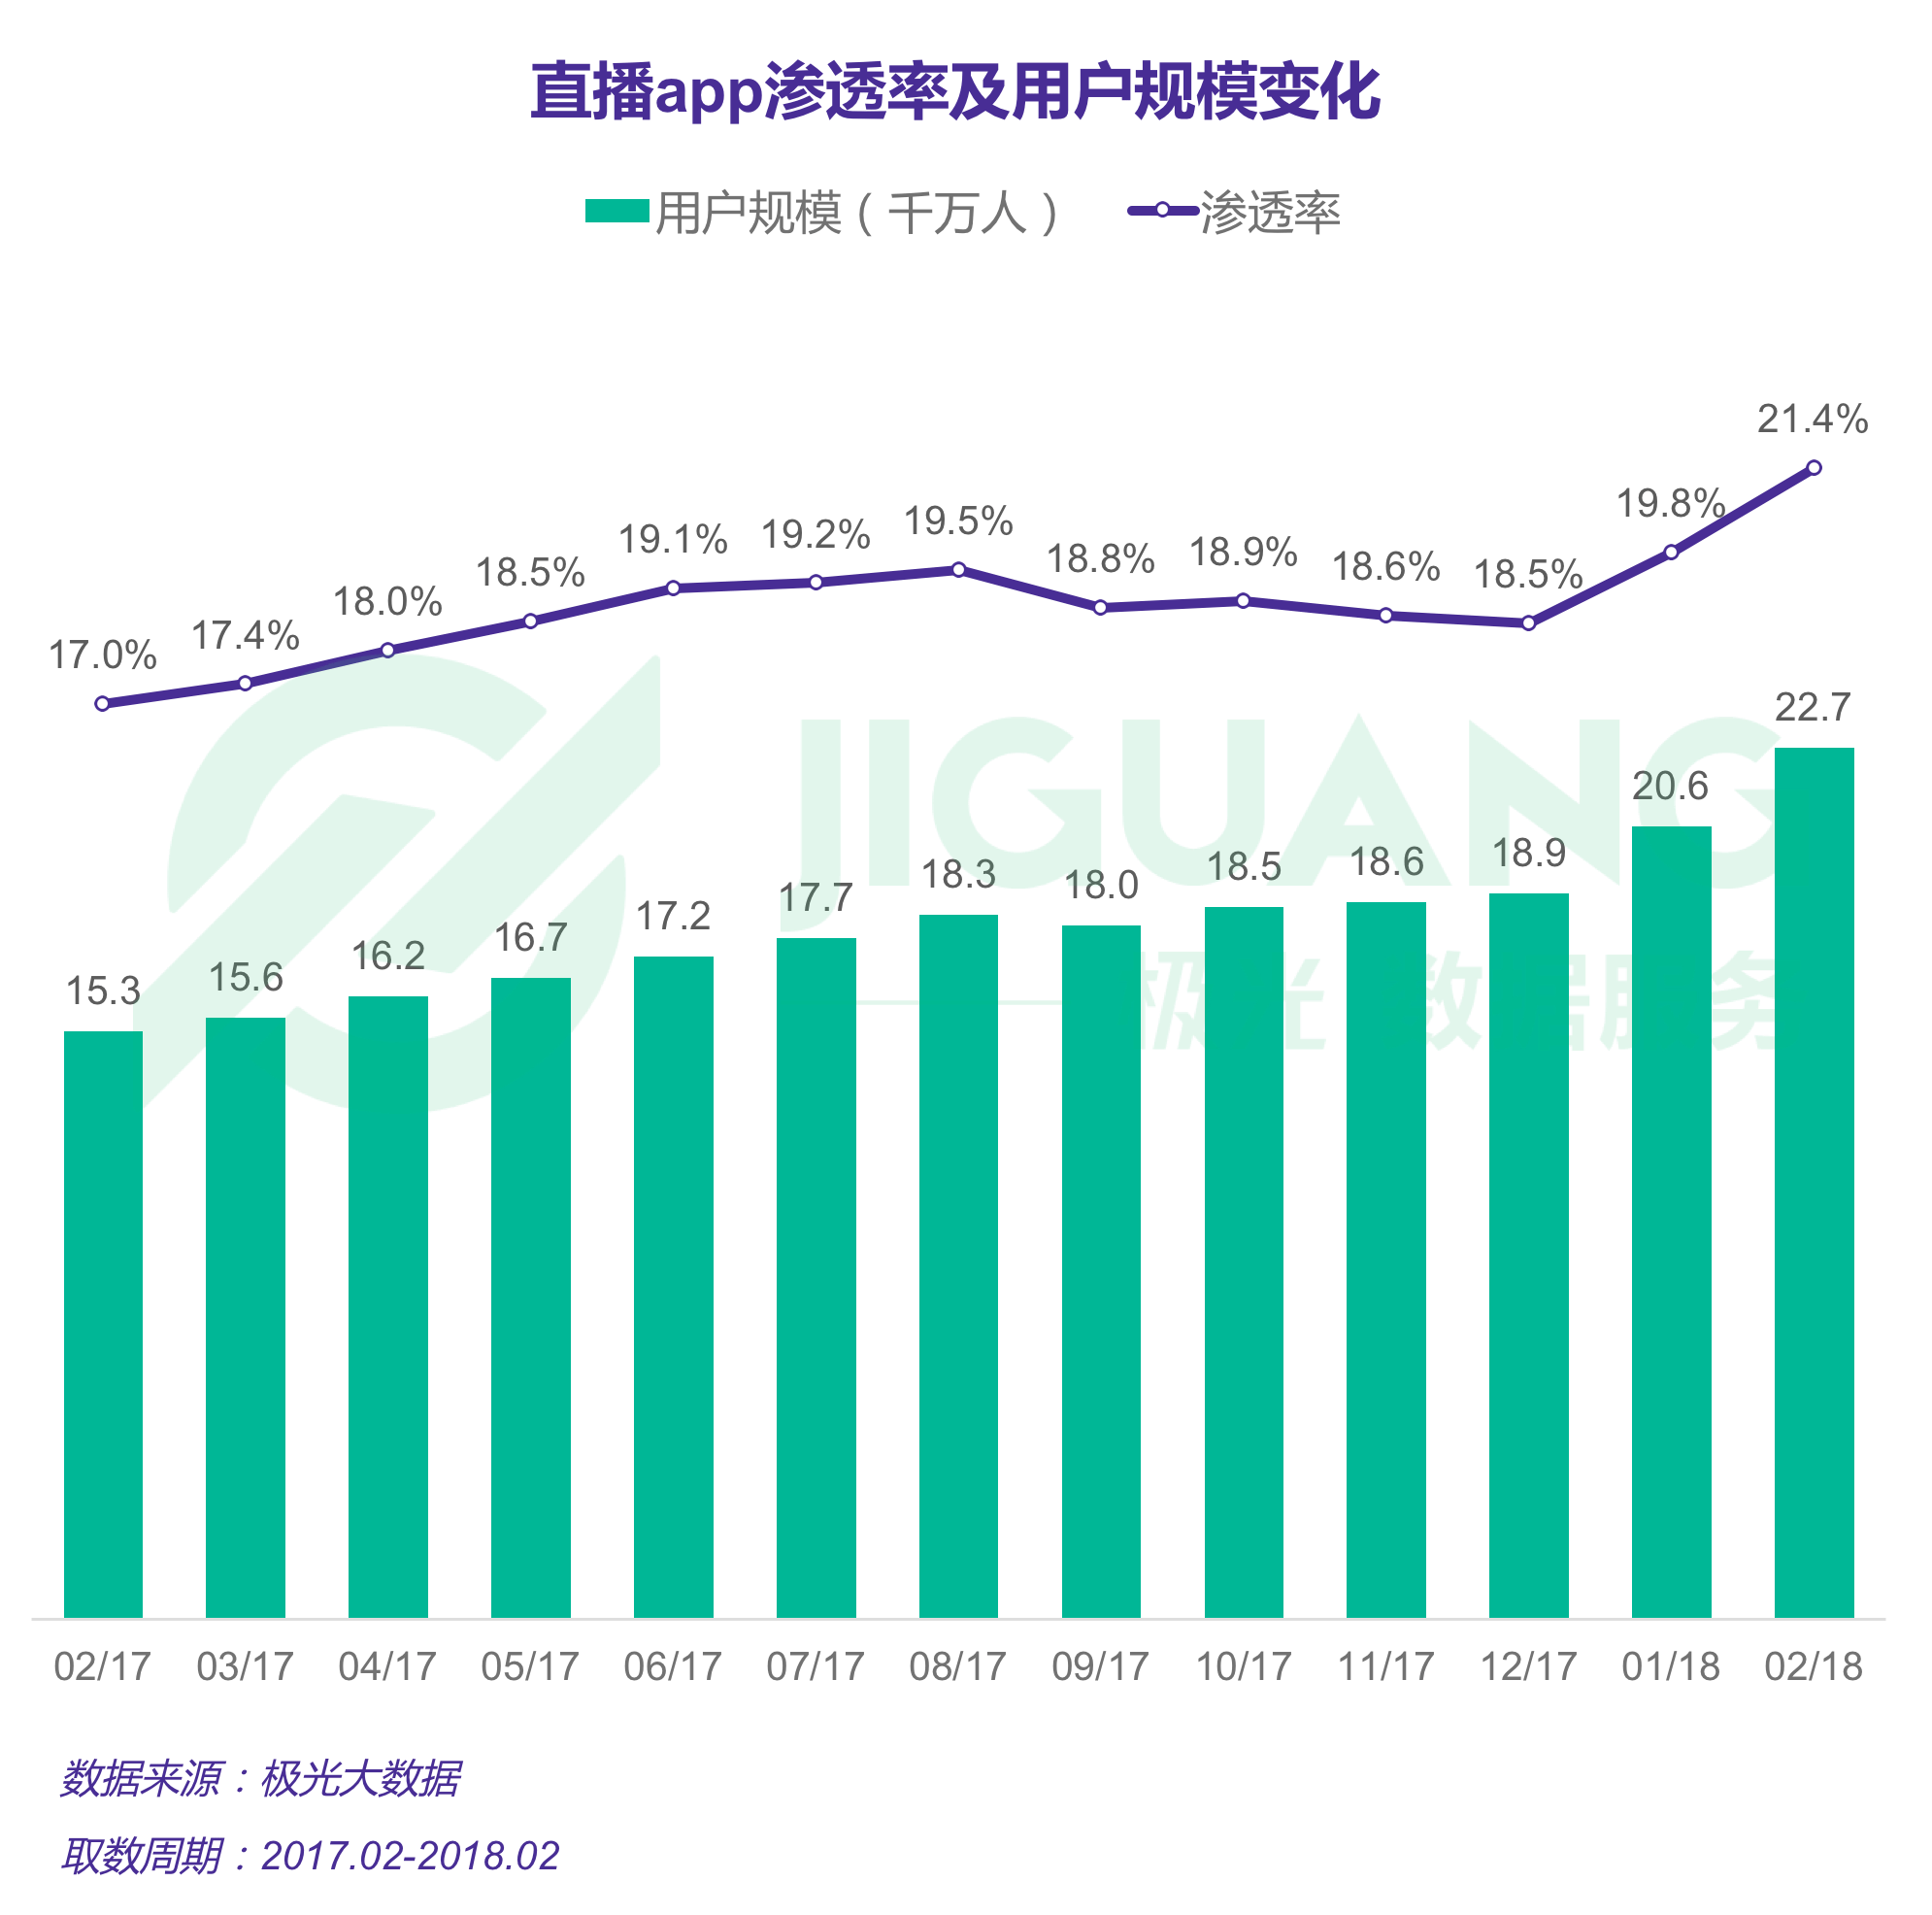 直播app渗透率及用户规模变化
用户规模（千万人） 渗透率
17.0% 17.4% 18.0% 18.5% 19.1% 19.2% 19.5% 18.8% 18.9% 18.6% 18.5% 19.8% 21.4%
15.3 15.6 16.2 16.7 17.2 17.7 18.3 18.0 18.5 18.6 18.9 20.6 22.7
JIGUANG
极光 数据服务
02/17 03/17 04/17 05/17 06/17 07/17 08/17 09/17 10/17 11/17 12/17 01/18 02/18
数据来源：极光大数据
取数周期：2017.02-2018.02